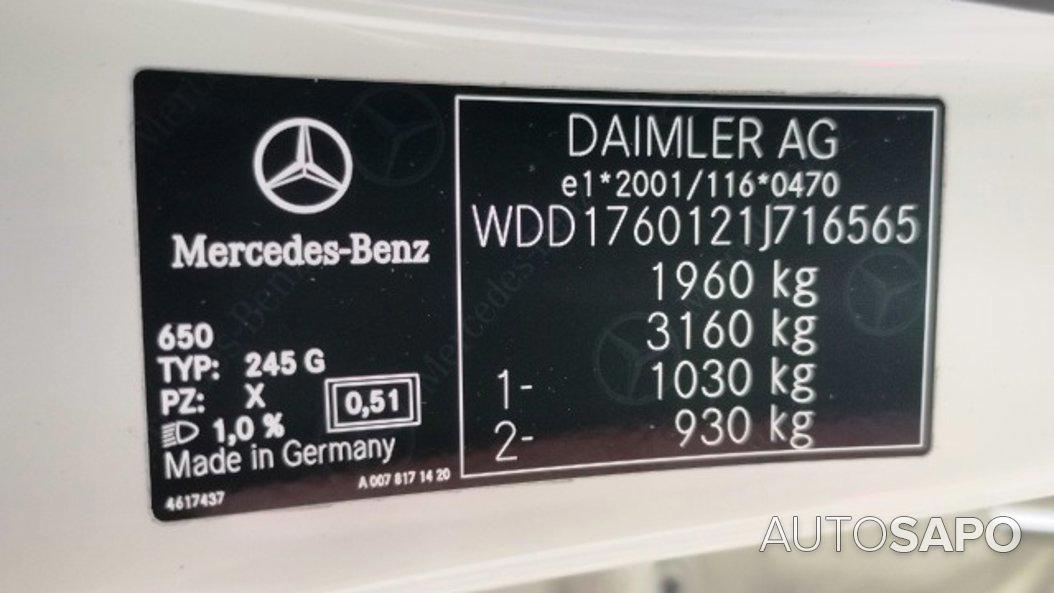 Mercedes-Benz
650
TYP: 245 G
PZ: X
1,0 %
0,51
Made in Germany
4617437
A 007 817 14 20
DAIMLER AG
e1*2001/116*0470
WDD1760121J716565
1960 kg
3160 kg
1- 1030 kg
2- 930 kg
AUTOSAPO